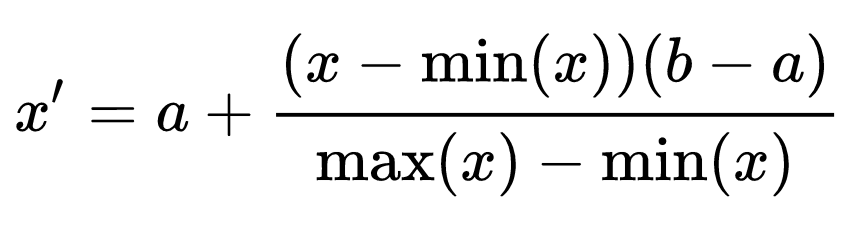 x′ = a + (x − min(x))(b − a) / max(x) − min(x)